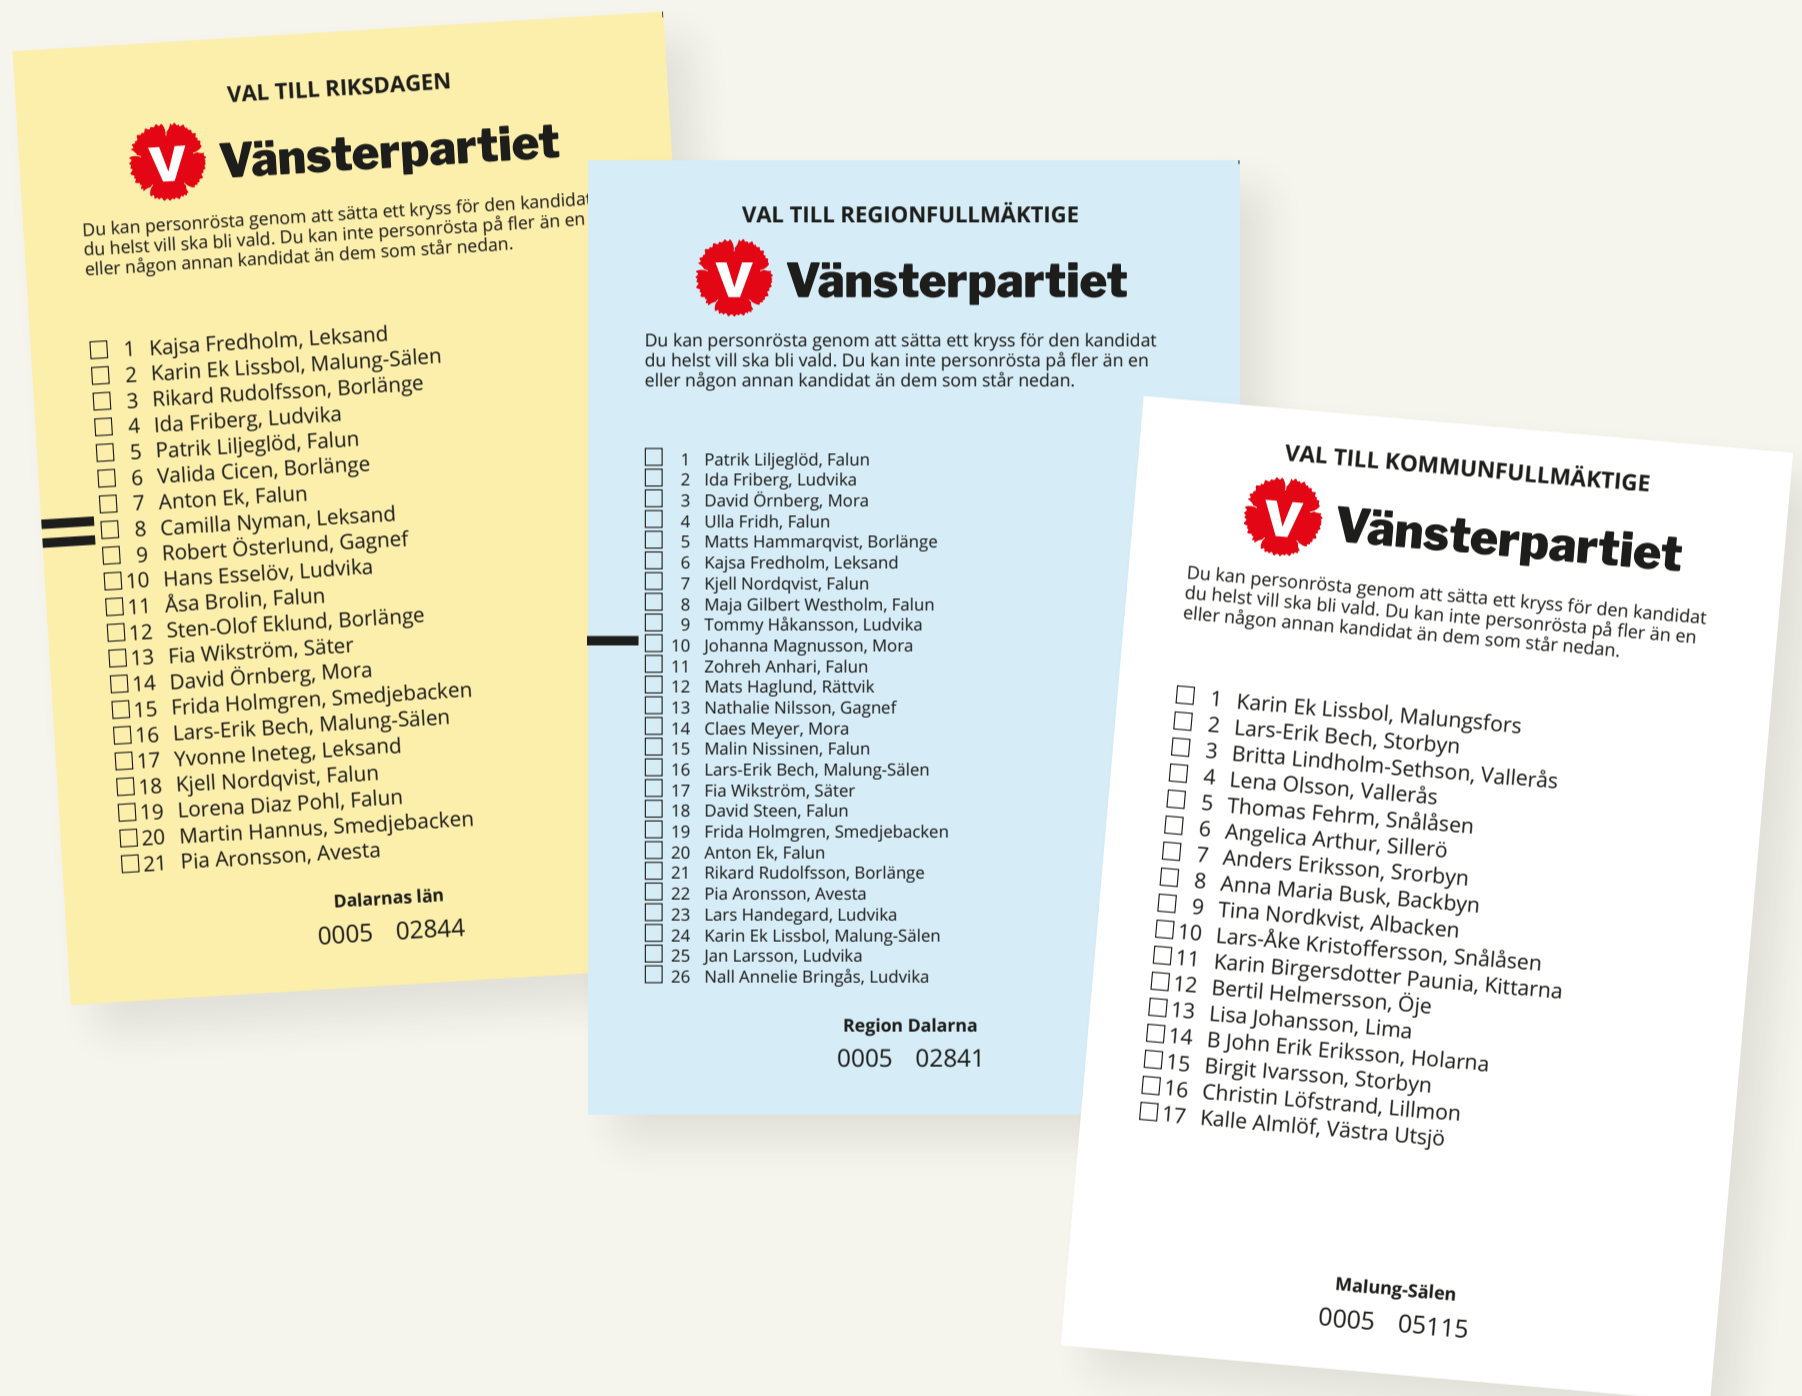 VAL TILL RIKSDAGEN
V Vänsterpartiet
Du kan personrösta genom att sätta ett kryss för den kandidat
du helst vill ska bli vald. Du kan inte personrösta på fler än en
eller någon annan kandidat än dem som står nedan.
1 Kajsa Fredholm, Leksand
2 Karin Ek Lissbol, Malung-Sälen
3 Rikard Rudolfsson, Borlänge
4 Ida Friberg, Ludvika
5 Patrik Liljeglöd, Falun
6 Valida Cicen, Borlänge
7 Anton Ek, Falun
8 Camilla Nyman, Leksand
9 Robert Österlund, Gagnef
10 Hans Esselöv, Ludvika
11 Åsa Brolin, Falun
12 Sten-Olof Eklund, Borlänge
13 Fia Wikström, Säter
14 David Örnberg, Mora
15 Frida Holmgren, Smedjebacken
16 Lars-Erik Bech, Malung-Sälen
17 Yvonne Ineteg, Leksand
18 Kjell Nordqvist, Falun
19 Lorena Diaz Pohl, Falun
20 Martin Hannus, Smedjebacken
21 Pia Aronsson, Avesta
Dalarnas län
0005 02844
VAL TILL REGIONFULLMÄKTIGE
V Vänsterpartiet
Du kan personrösta genom att sätta ett kryss för den kandidat
du helst vill ska bli vald. Du kan inte personrösta på fler än en
eller någon annan kandidat än dem som står nedan.
1 Patrik Liljeglöd, Falun
2 Ida Friberg, Ludvika
3 David Örnberg, Mora
4 Ulla Fridh, Falun
5 Matts Hammarqvist, Borlänge
6 Kajsa Fredholm, Leksand
7 Kjell Nordqvist, Falun
8 Maja Gilbert Westholm, Falun
9 Tommy Håkansson, Ludvika
10 Johanna Magnusson, Mora
11 Zohreh Anhari, Falun
12 Mats Haglund, Rättvik
13 Nathalie Nilsson, Gagnef
14 Claes Meyer, Mora
15 Malin Nissinen, Falun
16 Lars-Erik Bech, Malung-Sälen
17 Fia Wikström, Säter
18 David Steen, Falun
19 Frida Holmgren, Smedjebacken
20 Anton Ek, Falun
21 Rikard Rudolfsson, Borlänge
22 Pia Aronsson, Avesta
23 Lars Handegard, Ludvika
24 Karin Ek Lissbol, Malung-Sälen
25 Jan Larsson, Ludvika
26 Nall Annelie Bringås, Ludvika
Region Dalarna
0005 02841
VAL TILL KOMMUNFULLMÄKTIGE
V Vänsterpartiet
Du kan personrösta genom att sätta ett kryss för den kandidat
du helst vill ska bli vald. Du kan inte personrösta på fler än en
eller någon annan kandidat än dem som står nedan.
1 Karin Ek Lissbol, Malungsfors
2 Lars-Erik Bech, Storbyn
3 Britta Lindholm-Sethson, Vallerås
4 Lena Olsson, Vallerås
5 Thomas Fehrm, Snålåsen
6 Angelica Arthur, Sillerö
7 Anders Eriksson, Srorbyn
8 Anna Maria Busk, Backbyn
9 Tina Nordkvist, Albacken
10 Lars-Åke Kristoffersson, Snålåsen
11 Karin Birgersdotter Paunia, Kittarna
12 Bertil Helmersson, Öje
13 Lisa Johansson, Lima
14 B John Erik Eriksson, Holarna
15 Birgit Ivarsson, Storbyn
16 Christin Löfstrand, Lillmon
17 Kalle Almlöf, Västra Utsjö
Malung-Sälen
0005 05115